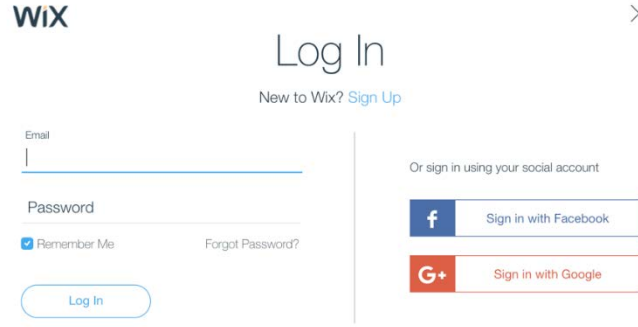 WiX
Log In
New to Wix? Sign Up
Email
Password
Remember Me
Forgot Password?
Log In
Or sign in using your social account
f Sign in with Facebook
G+ Sign in with Google